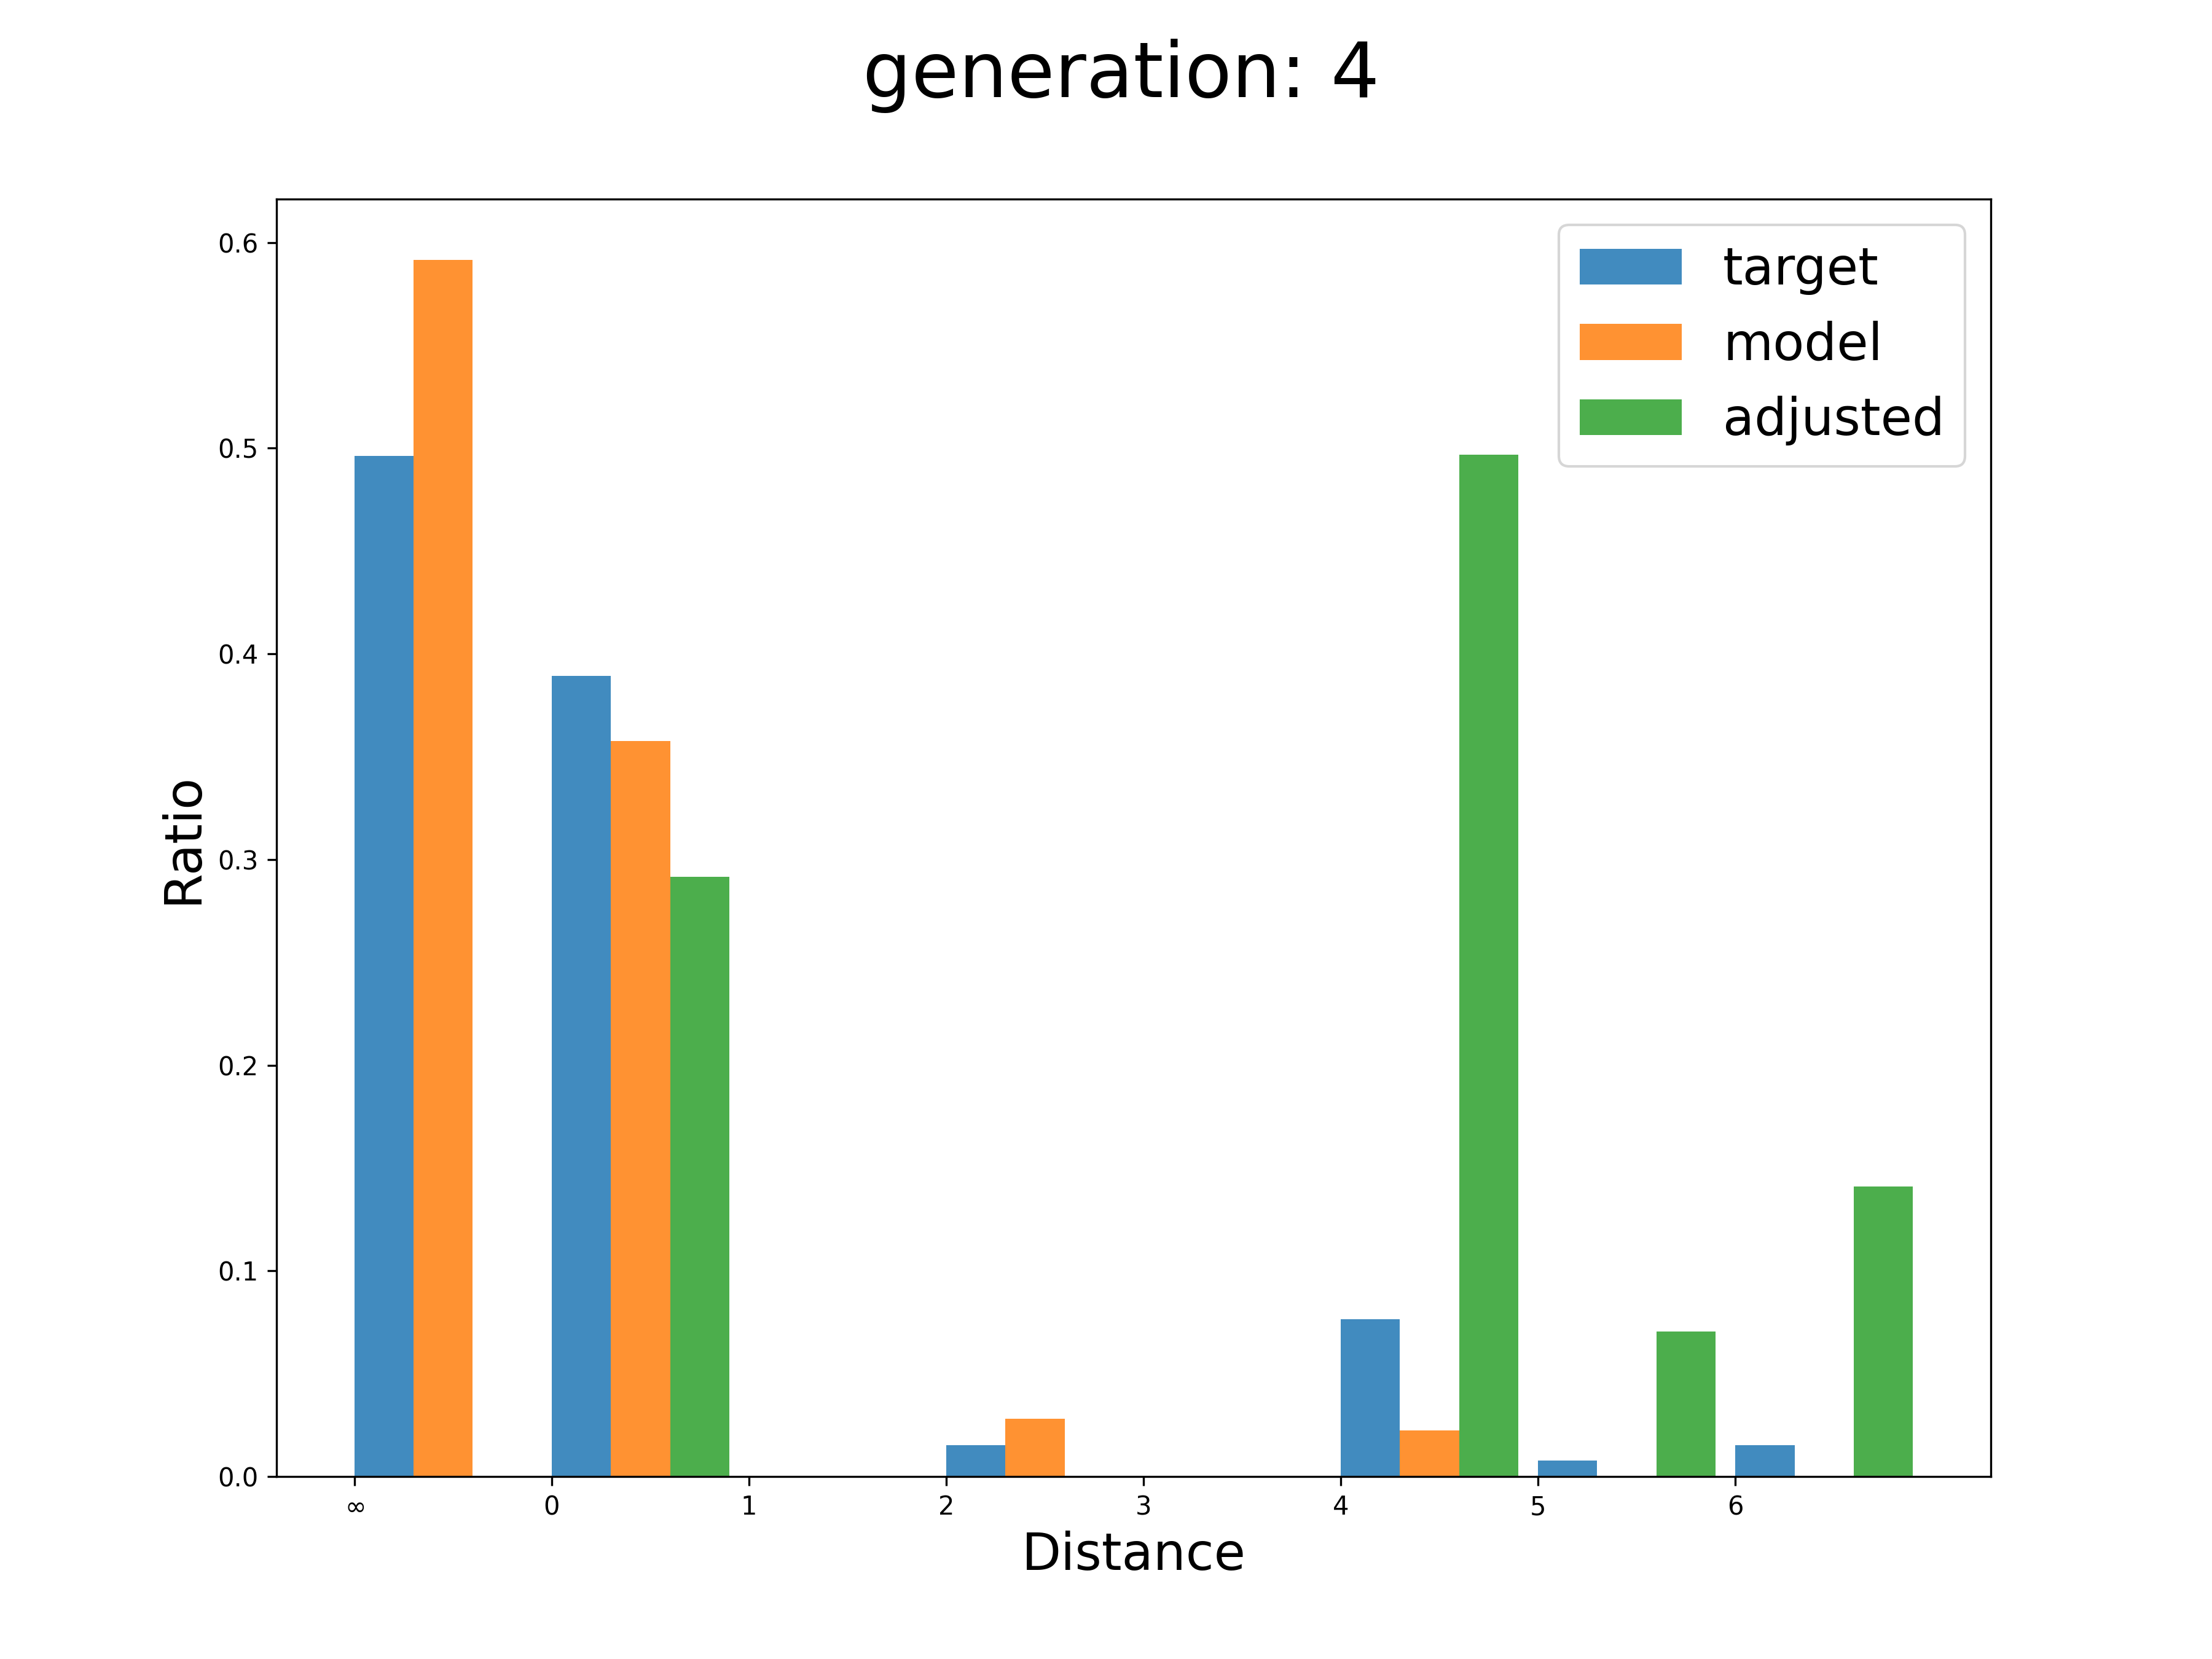 generation: 4
target
model
adjusted
0.6
0.5
0.4
0.3
0.2
0.1
0.0
Ratio
∞ 0 1 2 3 4 5 6
Distance